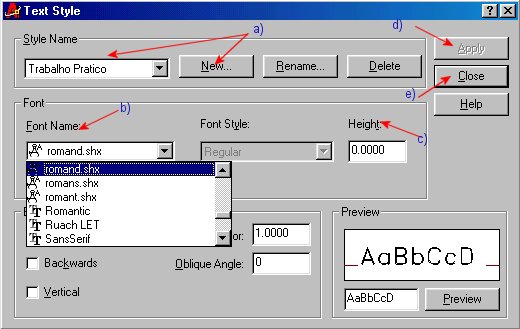 Text Style
a)
d)
Style Name
Apply
Trabalho Pratico
New...
Rename...
Delete
Close
e)
Help
Font
b)
Font Name:
Font Style:
Height:
c)
romand.shx
Regular
0.0000
romand.shx
romans.shx
romant.shx
Romantic
Ruach LET
SansSerif
E
or:
1.0000
Preview
AaBbCcD
Backwards
Oblique Angle:
0
Vertical
AaBbCcD
Preview